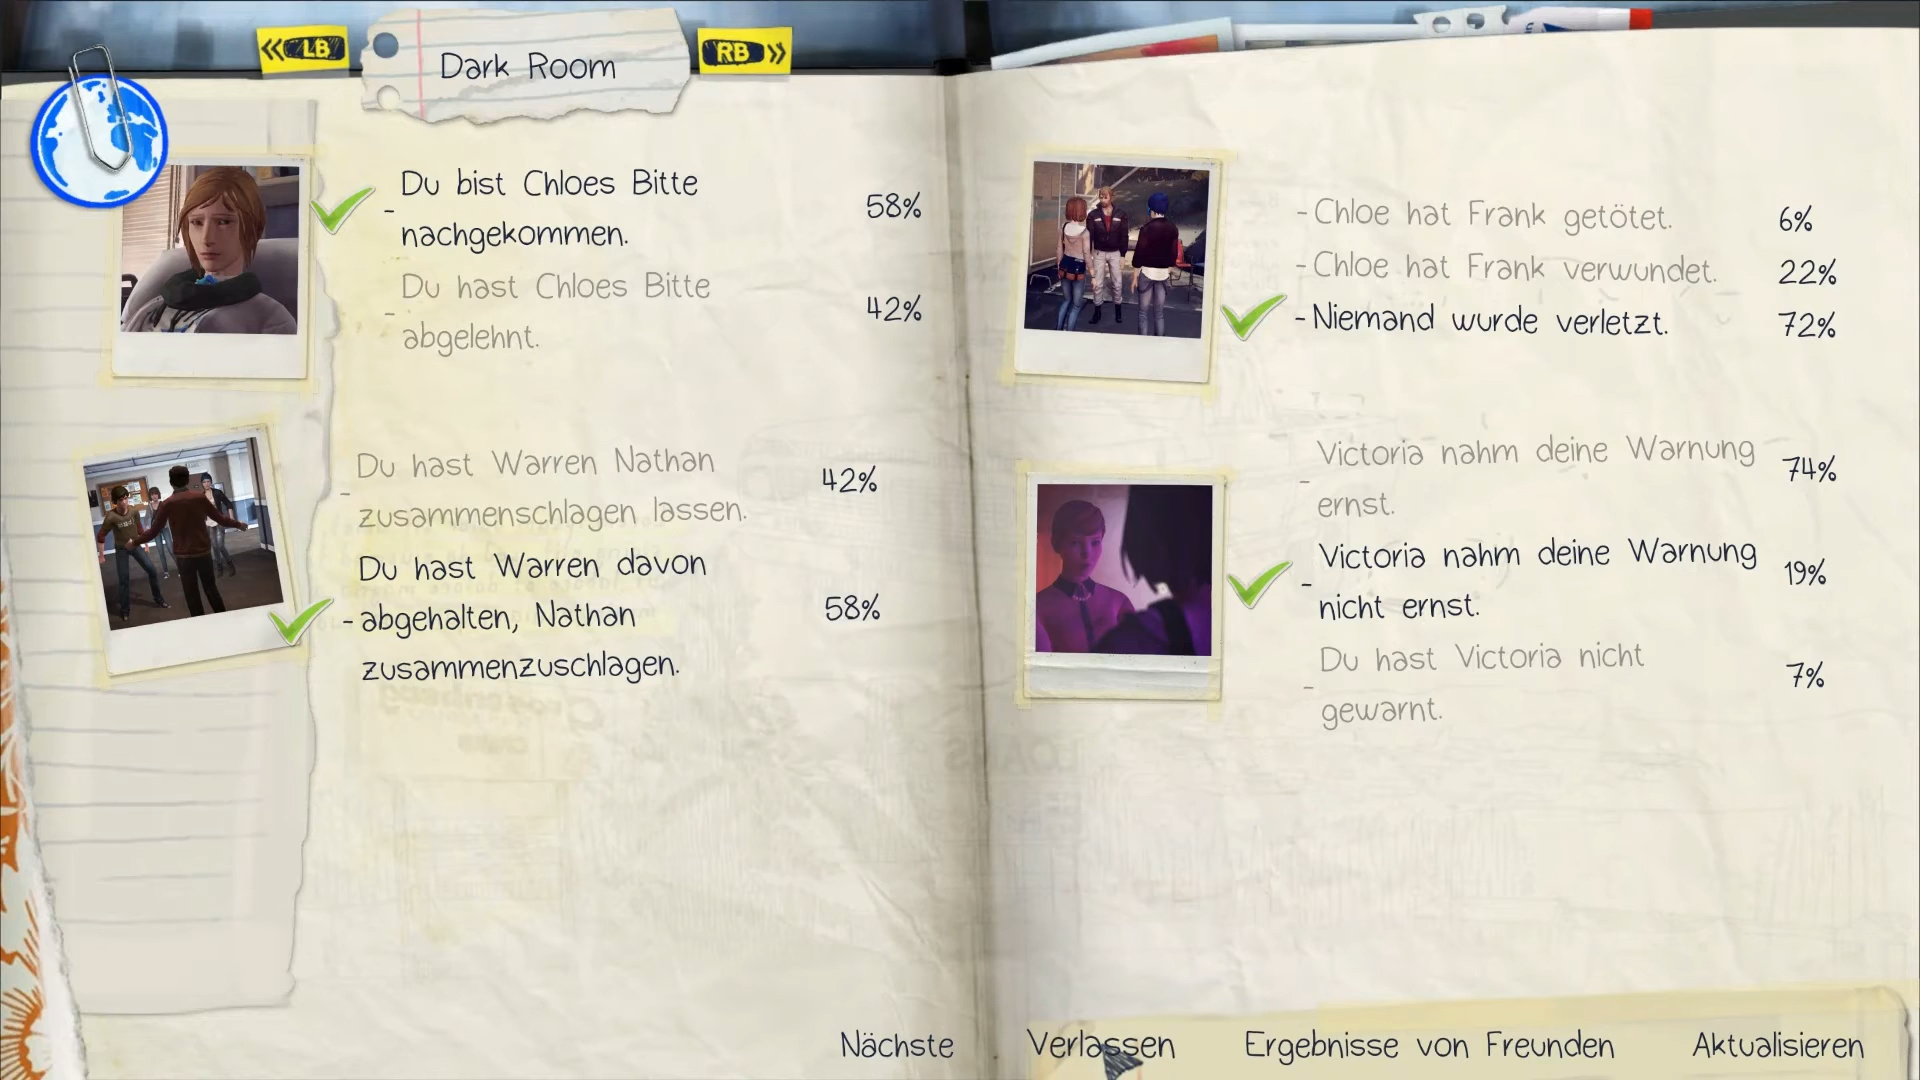 LB
Dark Room
RB
Du bist Chloes Bitte
- nachgekommen.
58%
Du hast Chloes Bitte
- abgelehnt.
42%
Du hast Warren Nathan
- zusammenschlagen lassen.
42%
Du hast Warren davon
- abgehalten, Nathan
zusammenzuschlagen.
58%
- Chloe hat Frank getötet. 6%
- Chloe hat Frank verwundet. 22%
- Niemand wurde verletzt. 72%
Victoria nahm deine Warnung
- ernst.
74%
Victoria nahm deine Warnung
- nicht ernst.
19%
Du hast Victoria nicht
- gewarnt.
7%
Nächste Verlassen Ergebnisse von Freunden Aktualisieren